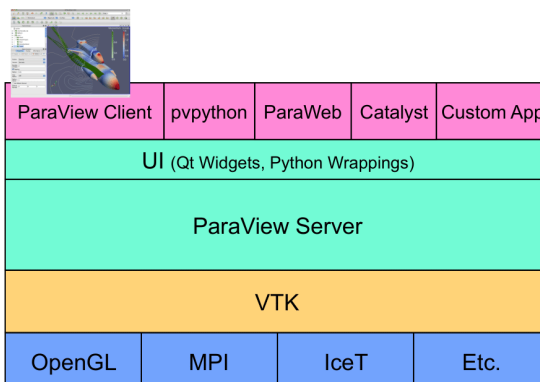 ParaView Client pvpython ParaWeb Catalyst Custom App
UI (Qt Widgets, Python Wrappings)
ParaView Server
VTK
OpenGL MPI IceT Etc.